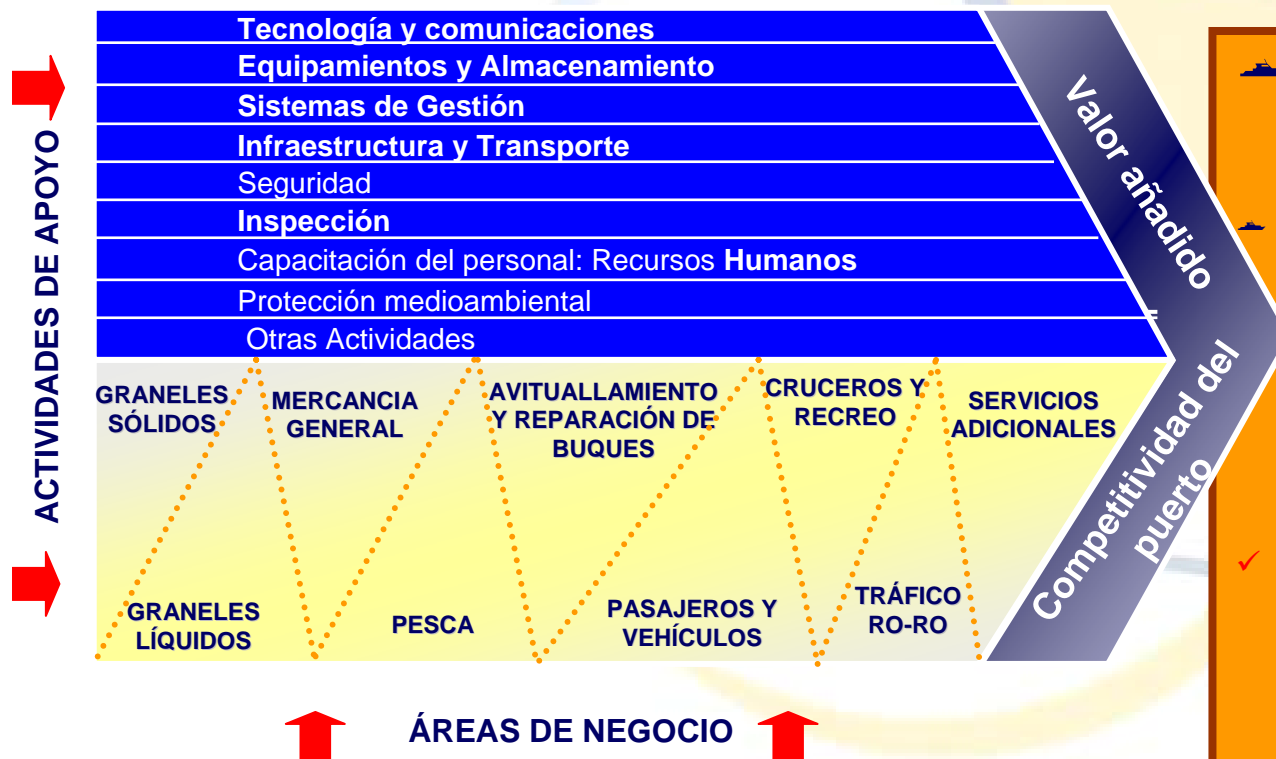 Tecnología y comunicaciones
Equipamientos y Almacenamiento
Sistemas de Gestión
Infraestructura y Transporte
Seguridad
Inspección
Capacitación del personal: Recursos Humanos
Protección medioambiental
Otras Actividades
ACTIVIDADES DE APOYO
Valor añadido
Competitividad del
puerto
GRANELES
SÓLIDOS
MERCANCIA
GENERAL
AVITUALLAMIENTO
Y REPARACIÓN DE
BUQUES
CRUCEROS Y
RECREO
SERVICIOS
ADICIONALES
GRANELES
LÍQUIDOS
PESCA
PASAJEROS Y
VEHÍCULOS
TRÁFICO
RO-RO
ÁREAS DE NEGOCIO